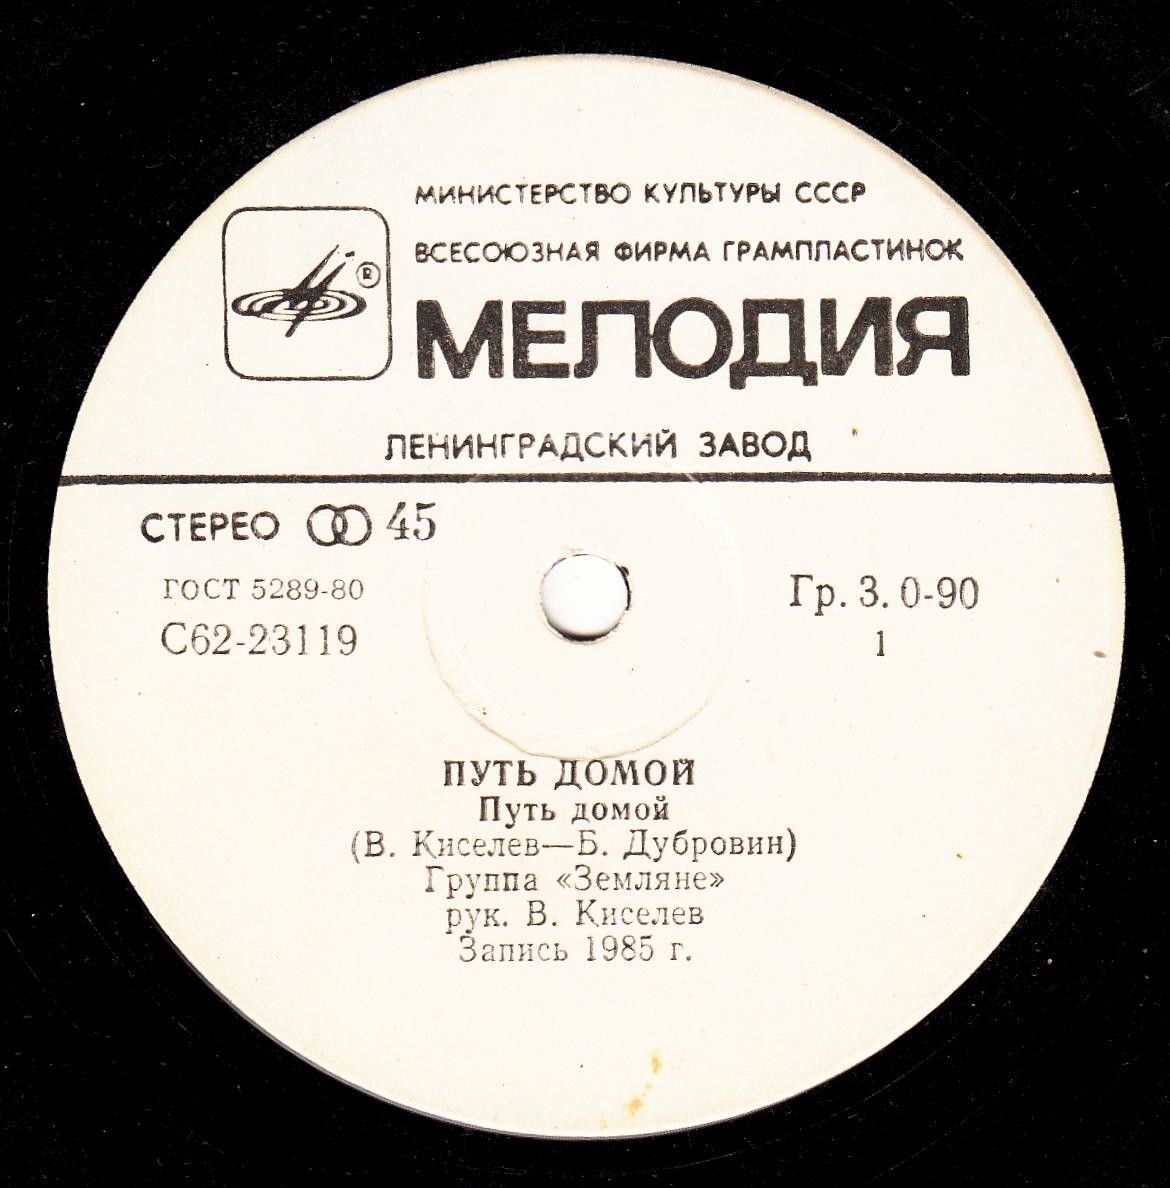 МИНИСТЕРСТВО КУЛЬТУРЫ СССР
ВСЕСОЮЗНАЯ ФИРМА ГРАМПЛАСТИНОК
®
МЕЛОДИЯ
ЛЕНИНГРАДСКИЙ ЗАВОД
СТЕРЕО 45
ГОСТ 5289-80
Гр. 3. 0-90
С62-23119
1
ПУТЬ ДОМОЙ
Путь домой
(В. Киселев—Б. Дубровин)
Группа «Земляне»
рук. В. Киселев
Запись 1985 г.